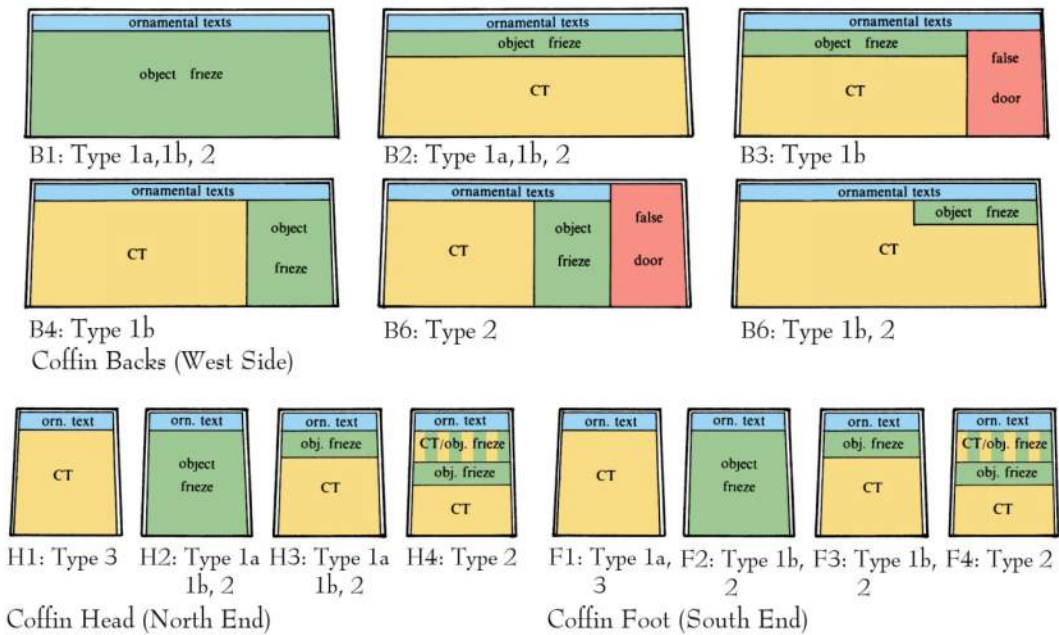 ornamental texts
object frieze
B1: Type 1a,1b, 2
ornamental texts
object frieze
CT
B2: Type 1a,1b, 2
ornamental texts
object frieze
CT
false
door
B3: Type 1b
ornamental texts
CT
object
frieze
B4: Type 1b
ornamental texts
CT
object
frieze
false
door
B6: Type 2
ornamental texts
object frieze
CT
B6: Type 1b, 2
Coffin Backs (West Side)
orn. text
CT
H1: Type 3
orn. text
object
frieze
H2: Type 1a
1b, 2
orn. text
obj. frieze
CT
H3: Type 1a
1b, 2
orn. text
CT/obj. frieze
obj. frieze
CT
H4: Type 2
Coffin Head (North End)
orn. text
CT
F1: Type 1a,
3
orn. text
object
frieze
F2: Type 1b,
2
orn. text
obj. frieze
CT
F3: Type 1b,
2
orn. text
CT/obj. frieze
obj. frieze
CT
F4: Type 2
Coffin Foot (South End)